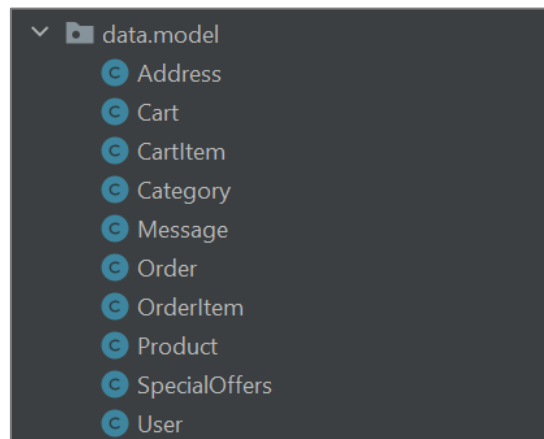 data.model
C Address
C Cart
C CartItem
C Category
C Message
C Order
C OrderItem
C Product
C SpecialOffers
C User